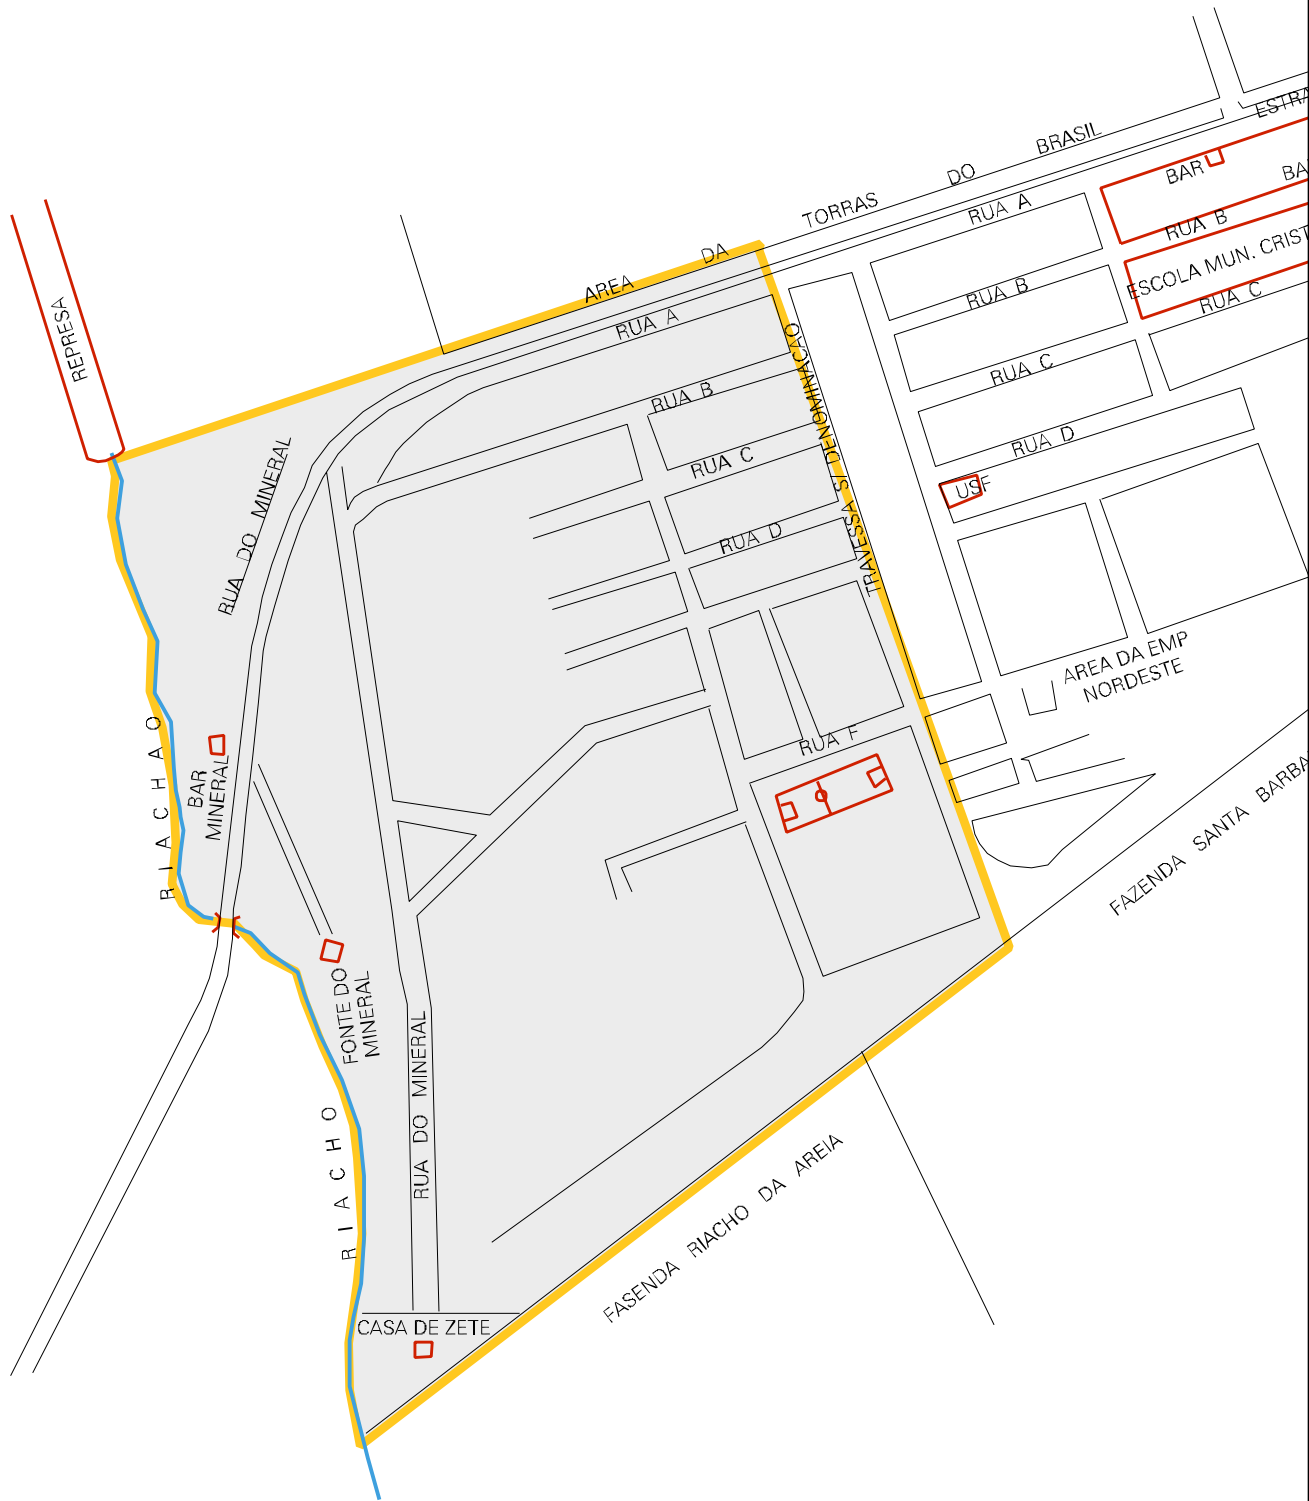 ESTRA
AREA DA TORRAS DO BRASIL
RUA A
BAR
BA
RUA B
ESCOLA MUN. CRIST
RUA C
RUA A
RUA B
RUA C
RUA D
USF
REPRESA
RUA A
RUA B
RUA C
RUA D
TRAVESSA S/ DENOMINACAO
RUA DO MINERAL
AREA DA EMP
NORDESTE
RUA F
RIACHAO
BAR
MINERAL
FAZENDA SANTA BARBA
FONTE DO
MINERAL
RUA DO MINERAL
RIACHO
FASENDA RIACHO DA AREIA
CASA DE ZETE